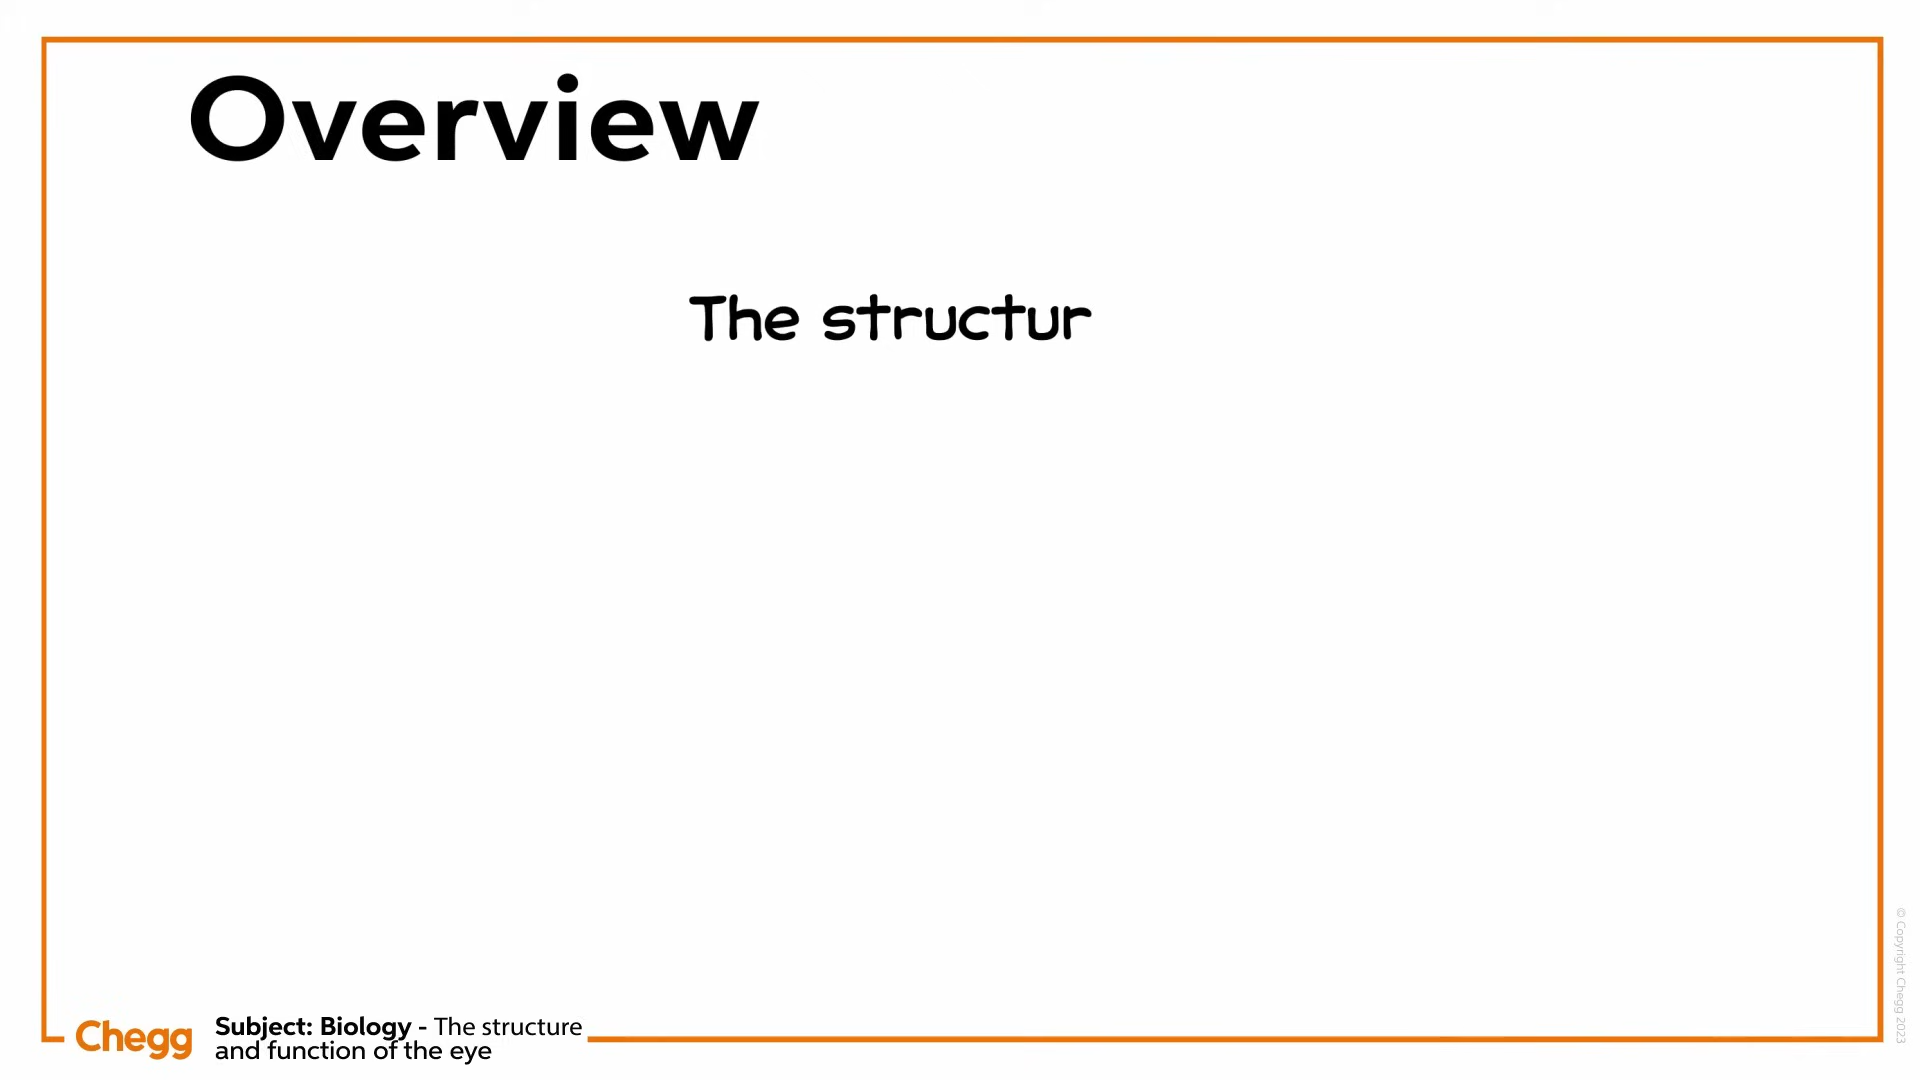 Overview
The structur
Chegg
Subject: Biology - The structure
and function of the eye
© Copyright Chegg 2023